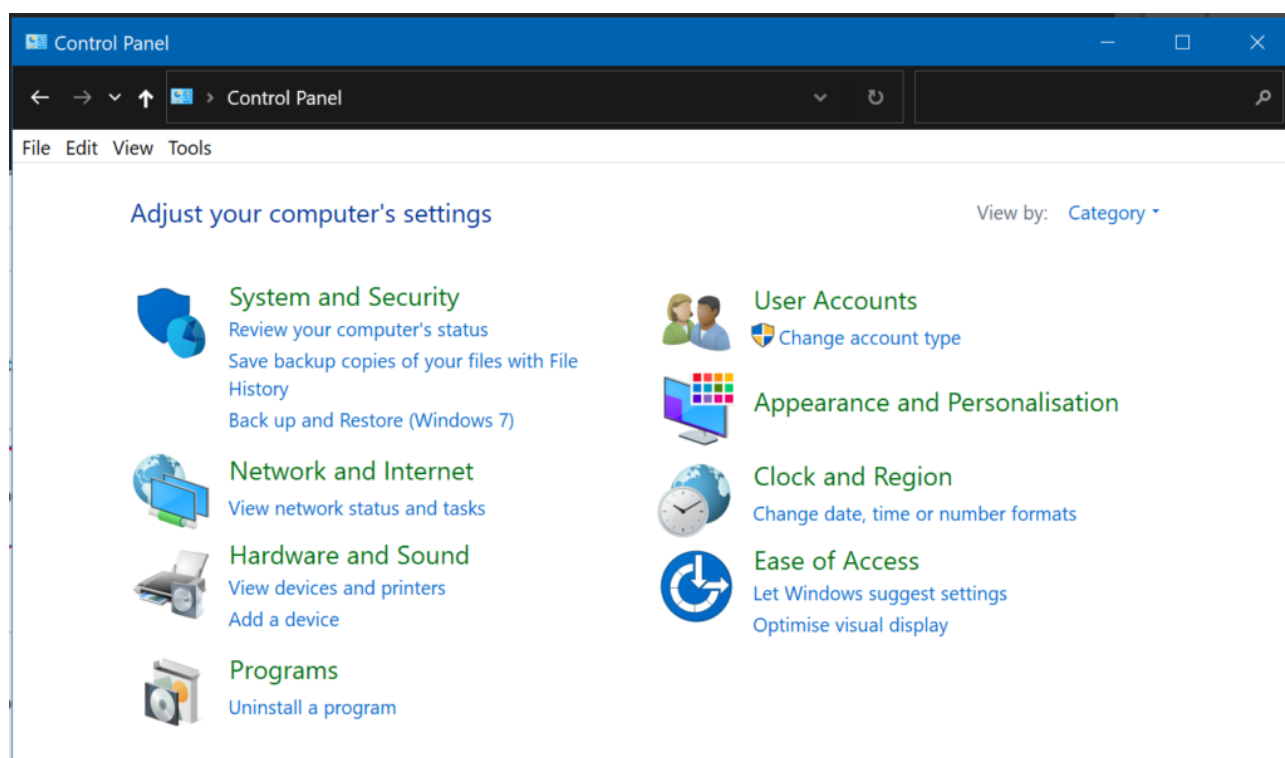 Control Panel
Control Panel
File Edit View Tools
Adjust your computer's settings
View by: Category
System and Security
Review your computer's status
Save backup copies of your files with File
History
Back up and Restore (Windows 7)
Network and Internet
View network status and tasks
Hardware and Sound
View devices and printers
Add a device
Programs
Uninstall a program
User Accounts
Change account type
Appearance and Personalisation
Clock and Region
Change date, time or number formats
Ease of Access
Let Windows suggest settings
Optimise visual display